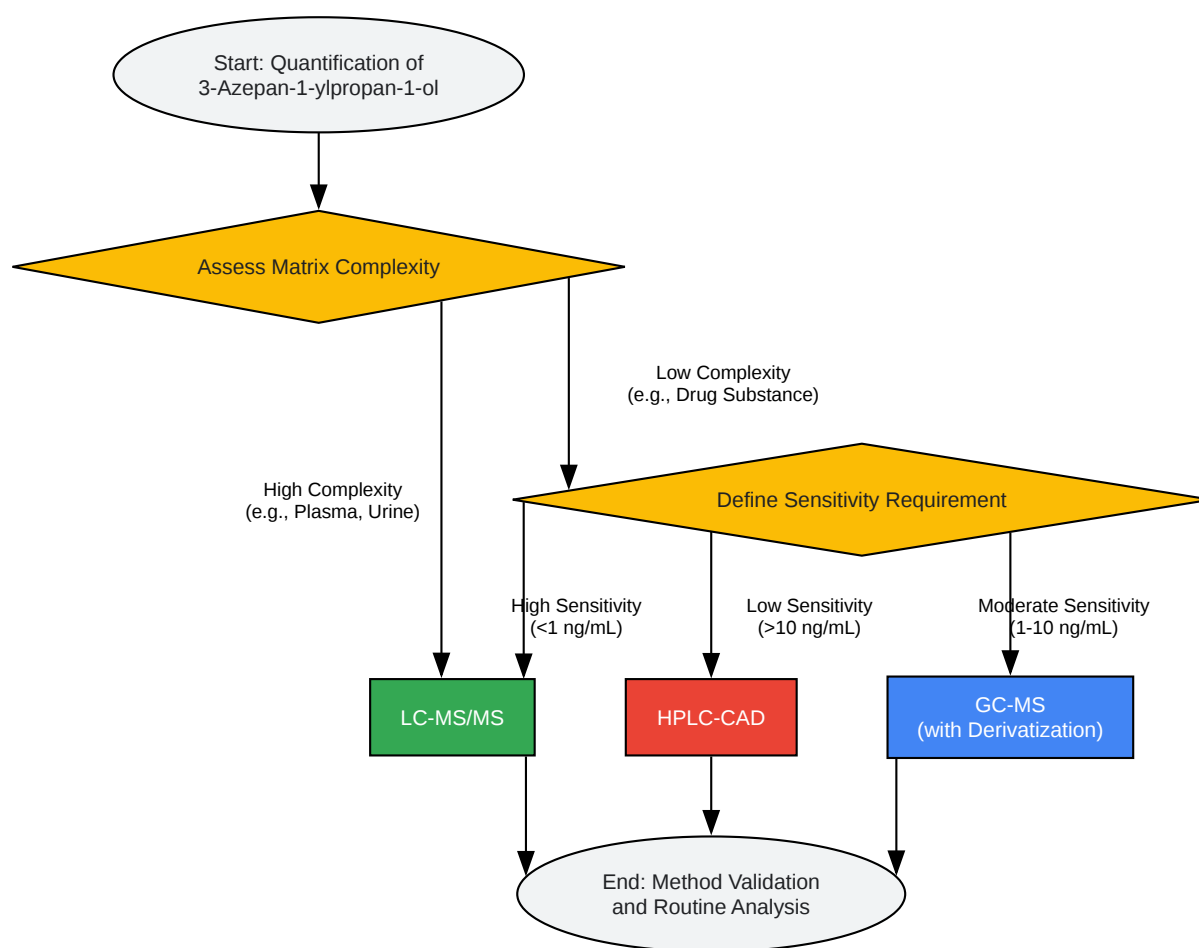 Start: Quantification of
3-Azepan-1-ylpropan-1-ol
Assess Matrix Complexity
Low Complexity
(e.g., Drug Substance)
High Complexity
(e.g., Plasma, Urine)
Define Sensitivity Requirement
High Sensitivity
(<1 ng/mL)
Low Sensitivity
(>10 ng/mL)
Moderate Sensitivity
(1-10 ng/mL)
LC-MS/MS
HPLC-CAD
GC-MS
(with Derivatization)
End: Method Validation
and Routine Analysis